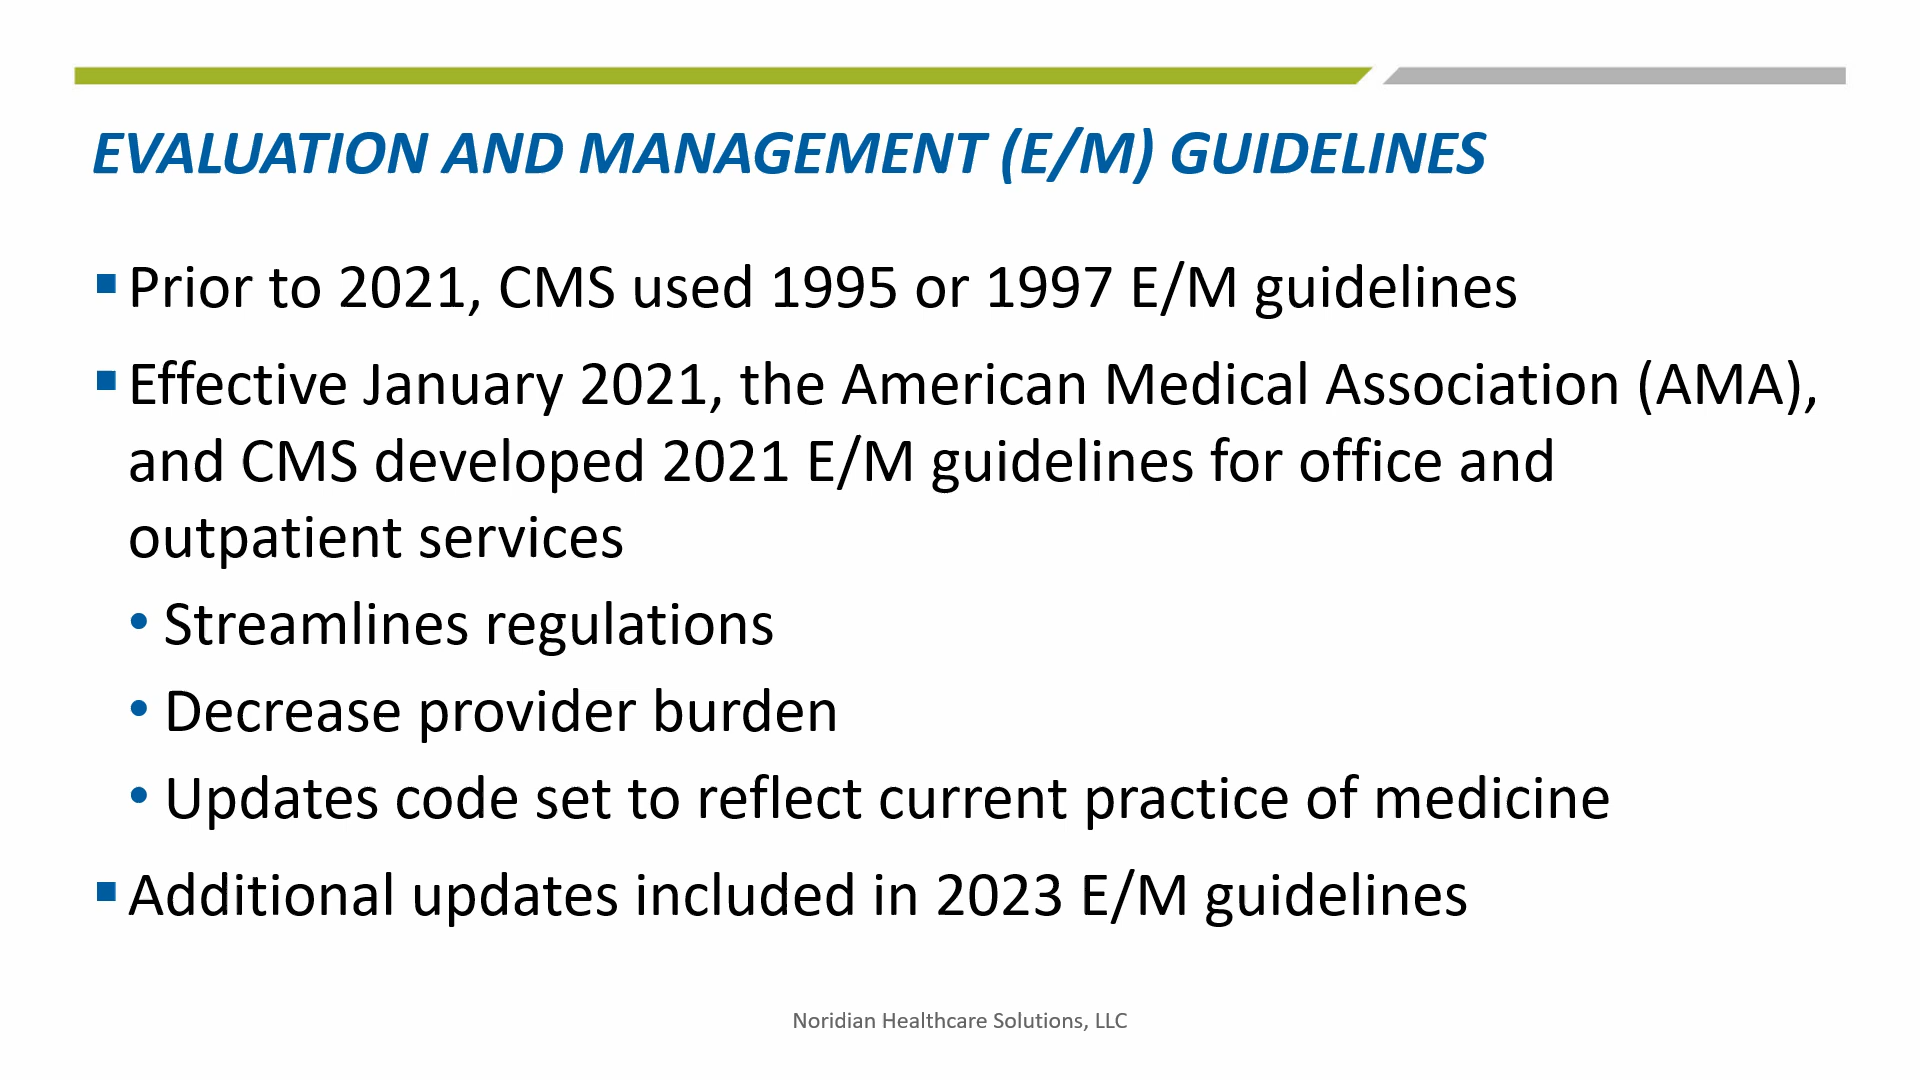 EVALUATION AND MANAGEMENT (E/M) GUIDELINES
Prior to 2021, CMS used 1995 or 1997 E/M guidelines
Effective January 2021, the American Medical Association (AMA),
and CMS developed 2021 E/M guidelines for office and
outpatient services
Streamlines regulations
Decrease provider burden
Updates code set to reflect current practice of medicine
Additional updates included in 2023 E/M guidelines
Noridian Healthcare Solutions, LLC